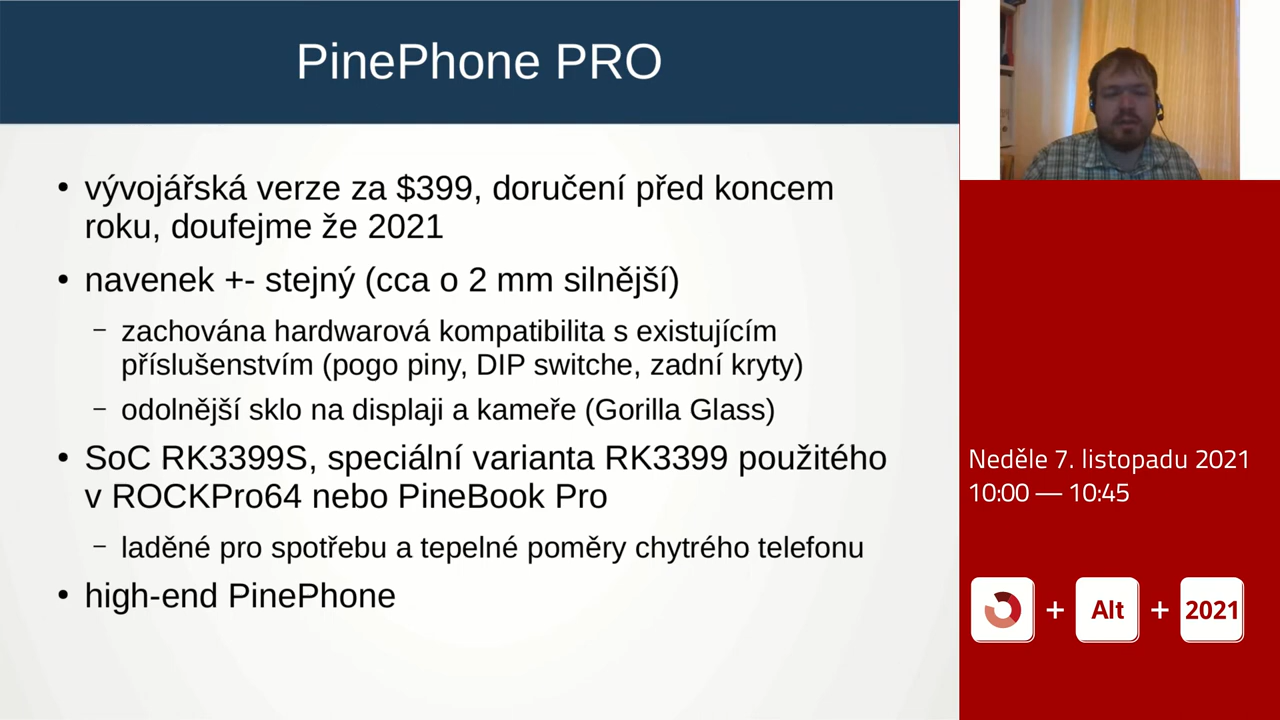 PinePhone PRO
• vývojářská verze za $399, doručení před koncem
roku, doufejme že 2021
• navenek +- stejný (cca o 2 mm silnější)
– zachována hardwarová kompatibilita s existujícím
příslušenstvím (pogo piny, DIP switche, zadní kryty)
– odolnější sklo na displaji a kameře (Gorilla Glass)
• SoC RK3399S, speciální varianta RK3399 použitého
v ROCKPro64 nebo PineBook Pro
– laděné pro spotřebu a tepelné poměry chytrého telefonu
• high-end PinePhone
Neděle 7. listopadu 2021
10:00 — 10:45
+ Alt + 2021